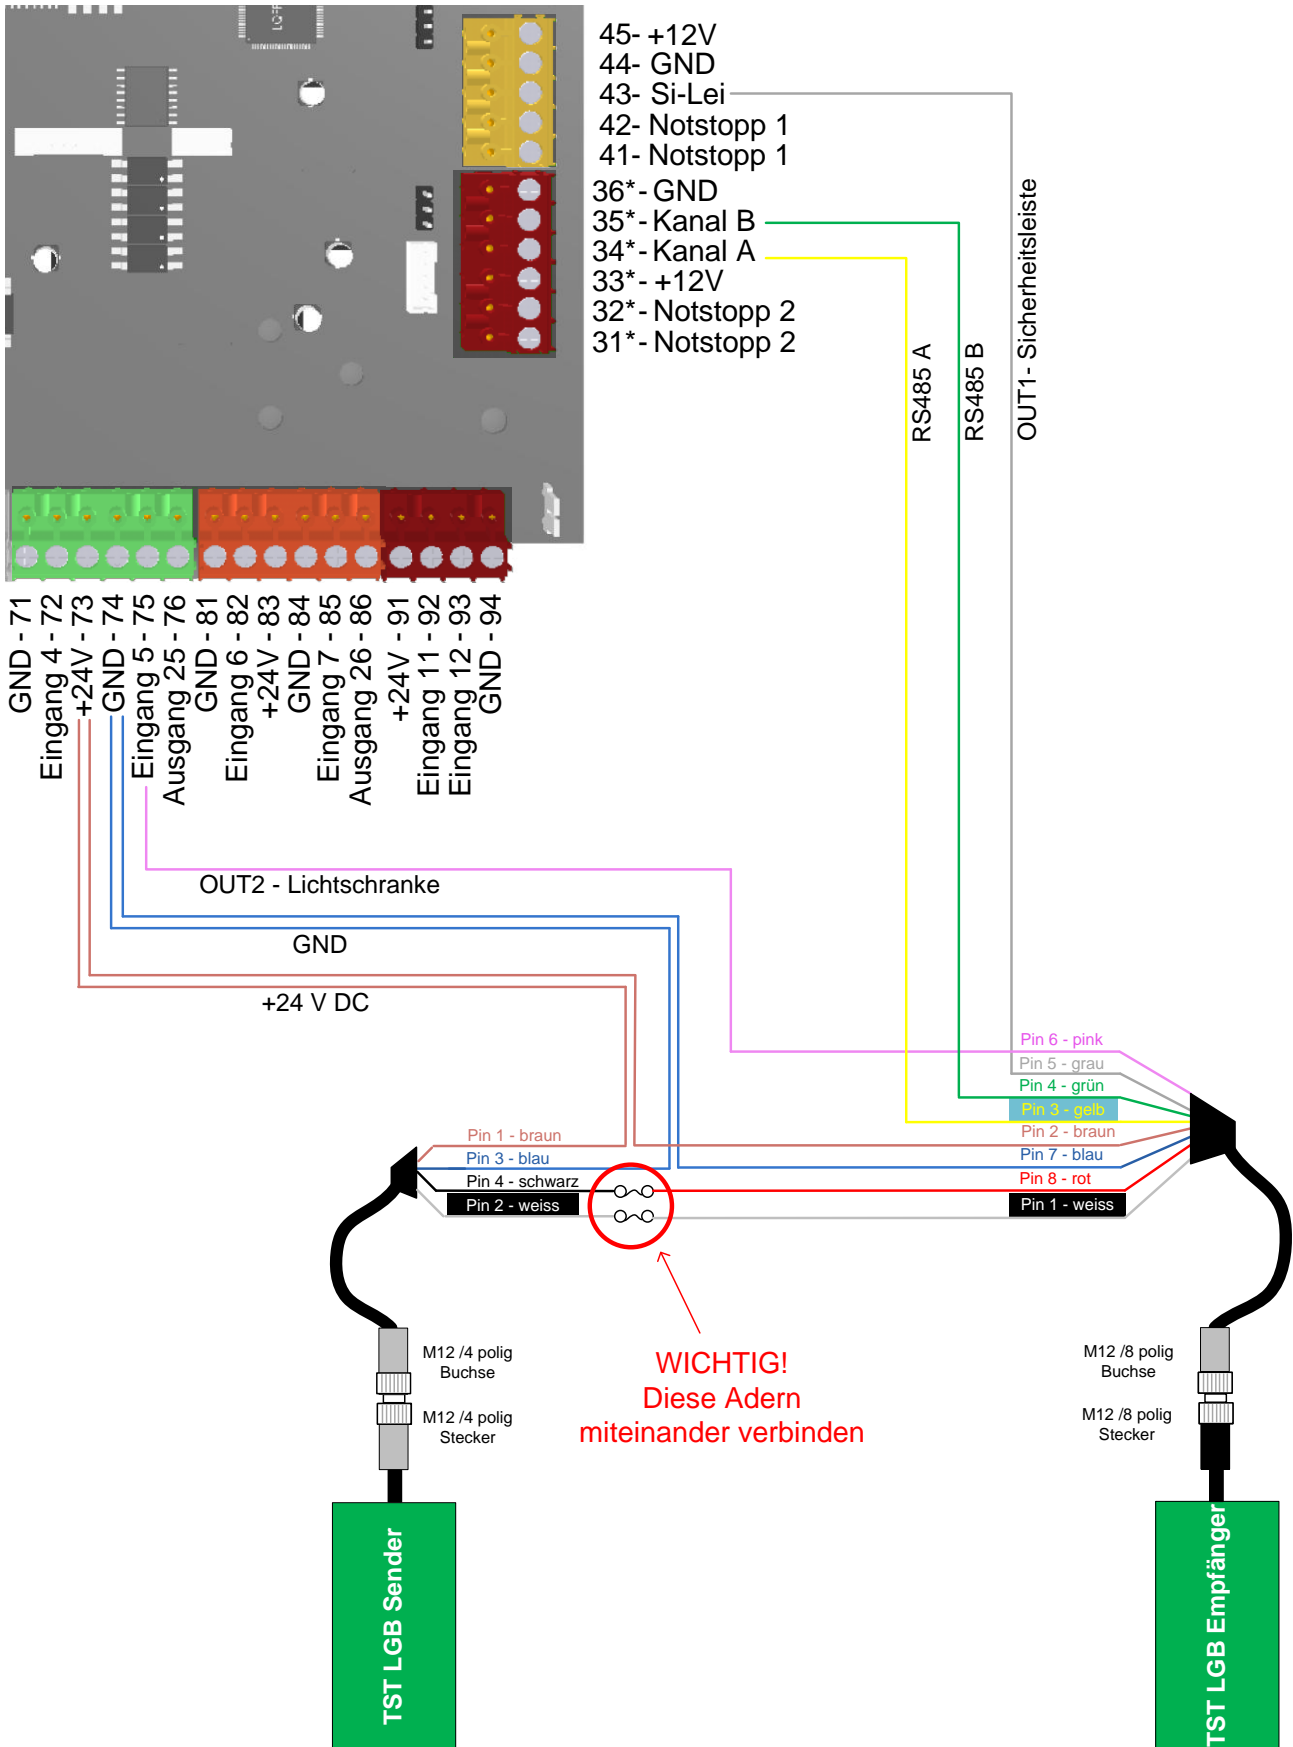 45- +12V
44- GND
43- Si-Lei
42- Notstopp 1
41- Notstopp 1
36*- GND
35*- Kanal B
34*- Kanal A
33*- +12V
32*- Notstopp 2
31*- Notstopp 2
RS485 A
RS485 B
OUT1- Sicherheitsleiste
GND - 71
Eingang 4 - 72
+24V - 73
GND - 74
Eingang 5 - 75
Ausgang 25 - 76
GND - 81
Eingang 6 - 82
+24V - 83
GND - 84
Eingang 7 - 85
Ausgang 26 - 86
+24V - 91
Eingang 11 - 92
Eingang 12 - 93
GND - 94
OUT2 - Lichtschranke
GND
+24 V DC
Pin 6 - pink
Pin 5 - grau
Pin 4 - grün
Pin 3 - gelb
Pin 2 - braun
Pin 7 - blau
Pin 8 - rot
Pin 1 - weiss
Pin 1 - braun
Pin 3 - blau
Pin 4 - schwarz
Pin 2 - weiss
M12 /4 polig
Buchse
M12 /4 polig
Stecker
WICHTIG!
Diese Adern
miteinander verbinden
M12 /8 polig
Buchse
M12 /8 polig
Stecker
TST LGB Sender
TST LGB Empfänger